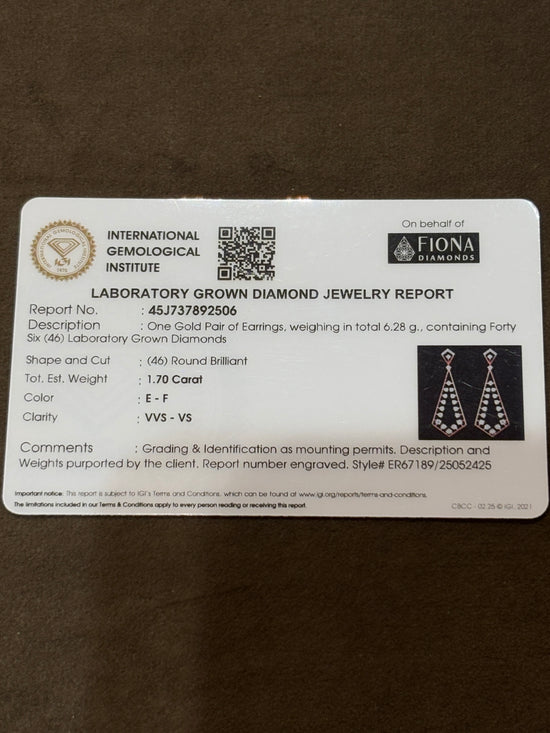 INTERNATIONAL
GEMOLOGICAL
INSTITUTE
On behalf of
FIONA
DIAMONDS
INTERNATIONAL GEMOLOGICAL INSTITUTE
IGI
1975
LABORATORY GROWN DIAMOND JEWELRY REPORT
Report No. : 45J737892506
Description : One Gold Pair of Earrings, weighing in total 6.28 g., containing Forty
Six (46) Laboratory Grown Diamonds
Shape and Cut : (46) Round Brilliant
Tot. Est. Weight : 1.70 Carat
Color : E - F
Clarity : VVS - VS
Comments : Grading & Identification as mounting permits. Description and
Weights purported by the client. Report number engraved. Style# ER67189/25052425
Important notice: This report is subject to IGI's Terms and Conditions, which can be found at www.igi.org/reports/terms-and-conditions.
The limitations included in our Terms & Conditions apply to every person reading or receiving this report.
CBCC - 02.25 © IGI, 2021